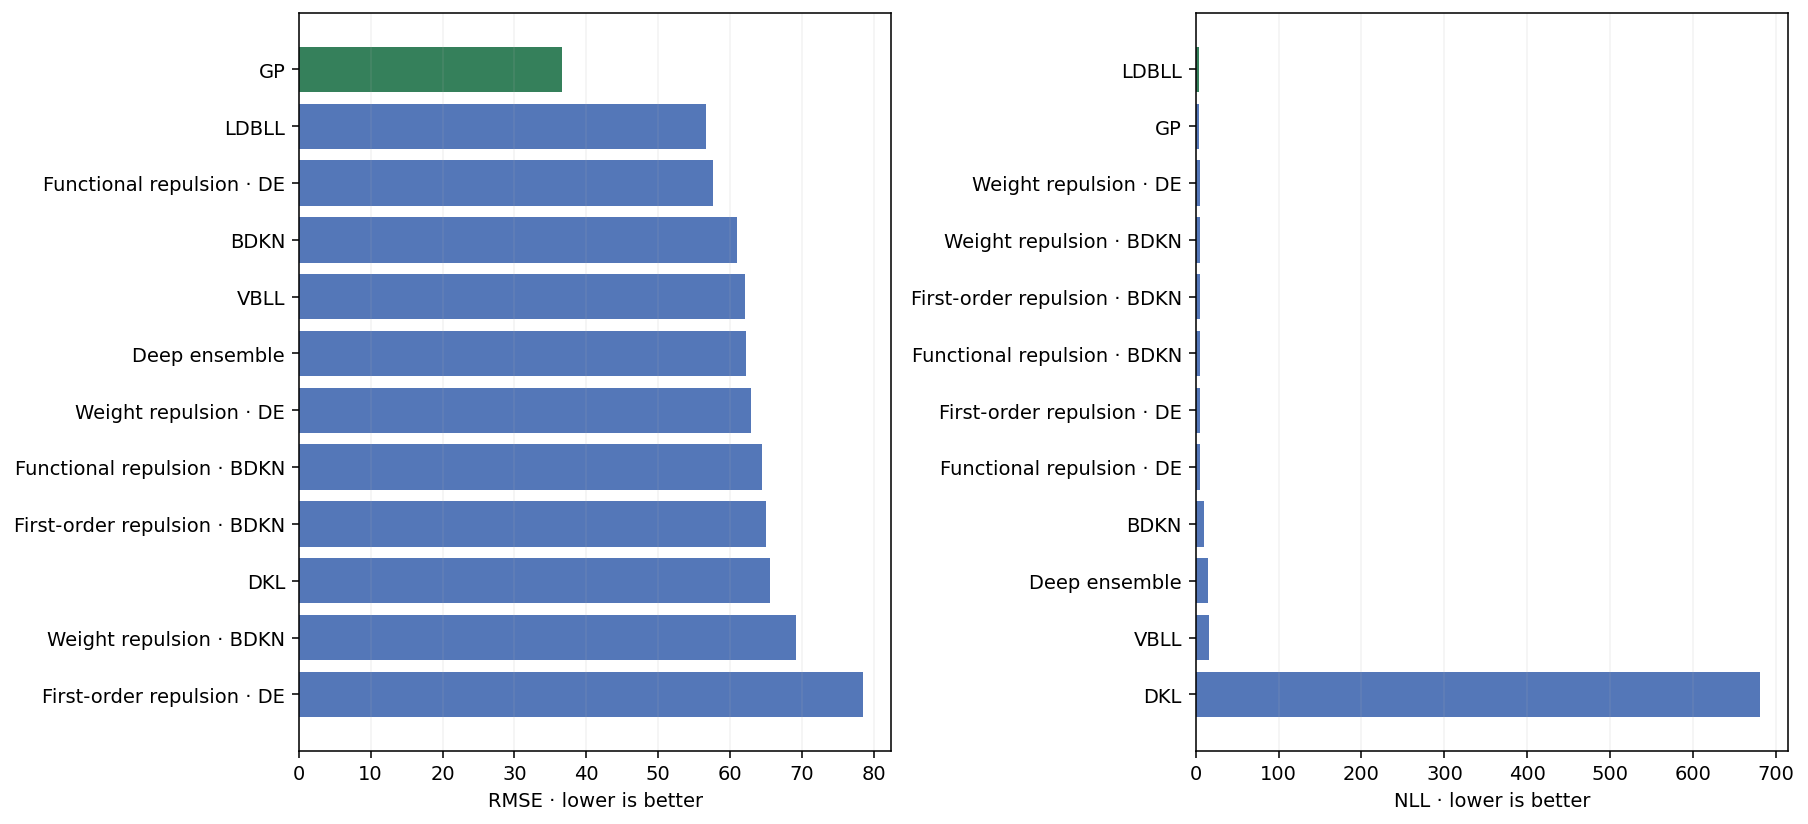 GP
LDBLL
Functional repulsion · DE
BDKN
VBLL
Deep ensemble
Weight repulsion · DE
Functional repulsion · BDKN
First-order repulsion · BDKN
DKL
Weight repulsion · BDKN
First-order repulsion · DE
0 10 20 30 40 50 60 70 80
RMSE · lower is better
LDBLL
GP
Weight repulsion · DE
Weight repulsion · BDKN
First-order repulsion · BDKN
Functional repulsion · BDKN
First-order repulsion · DE
Functional repulsion · DE
BDKN
Deep ensemble
VBLL
DKL
0 100 200 300 400 500 600 700
NLL · lower is better